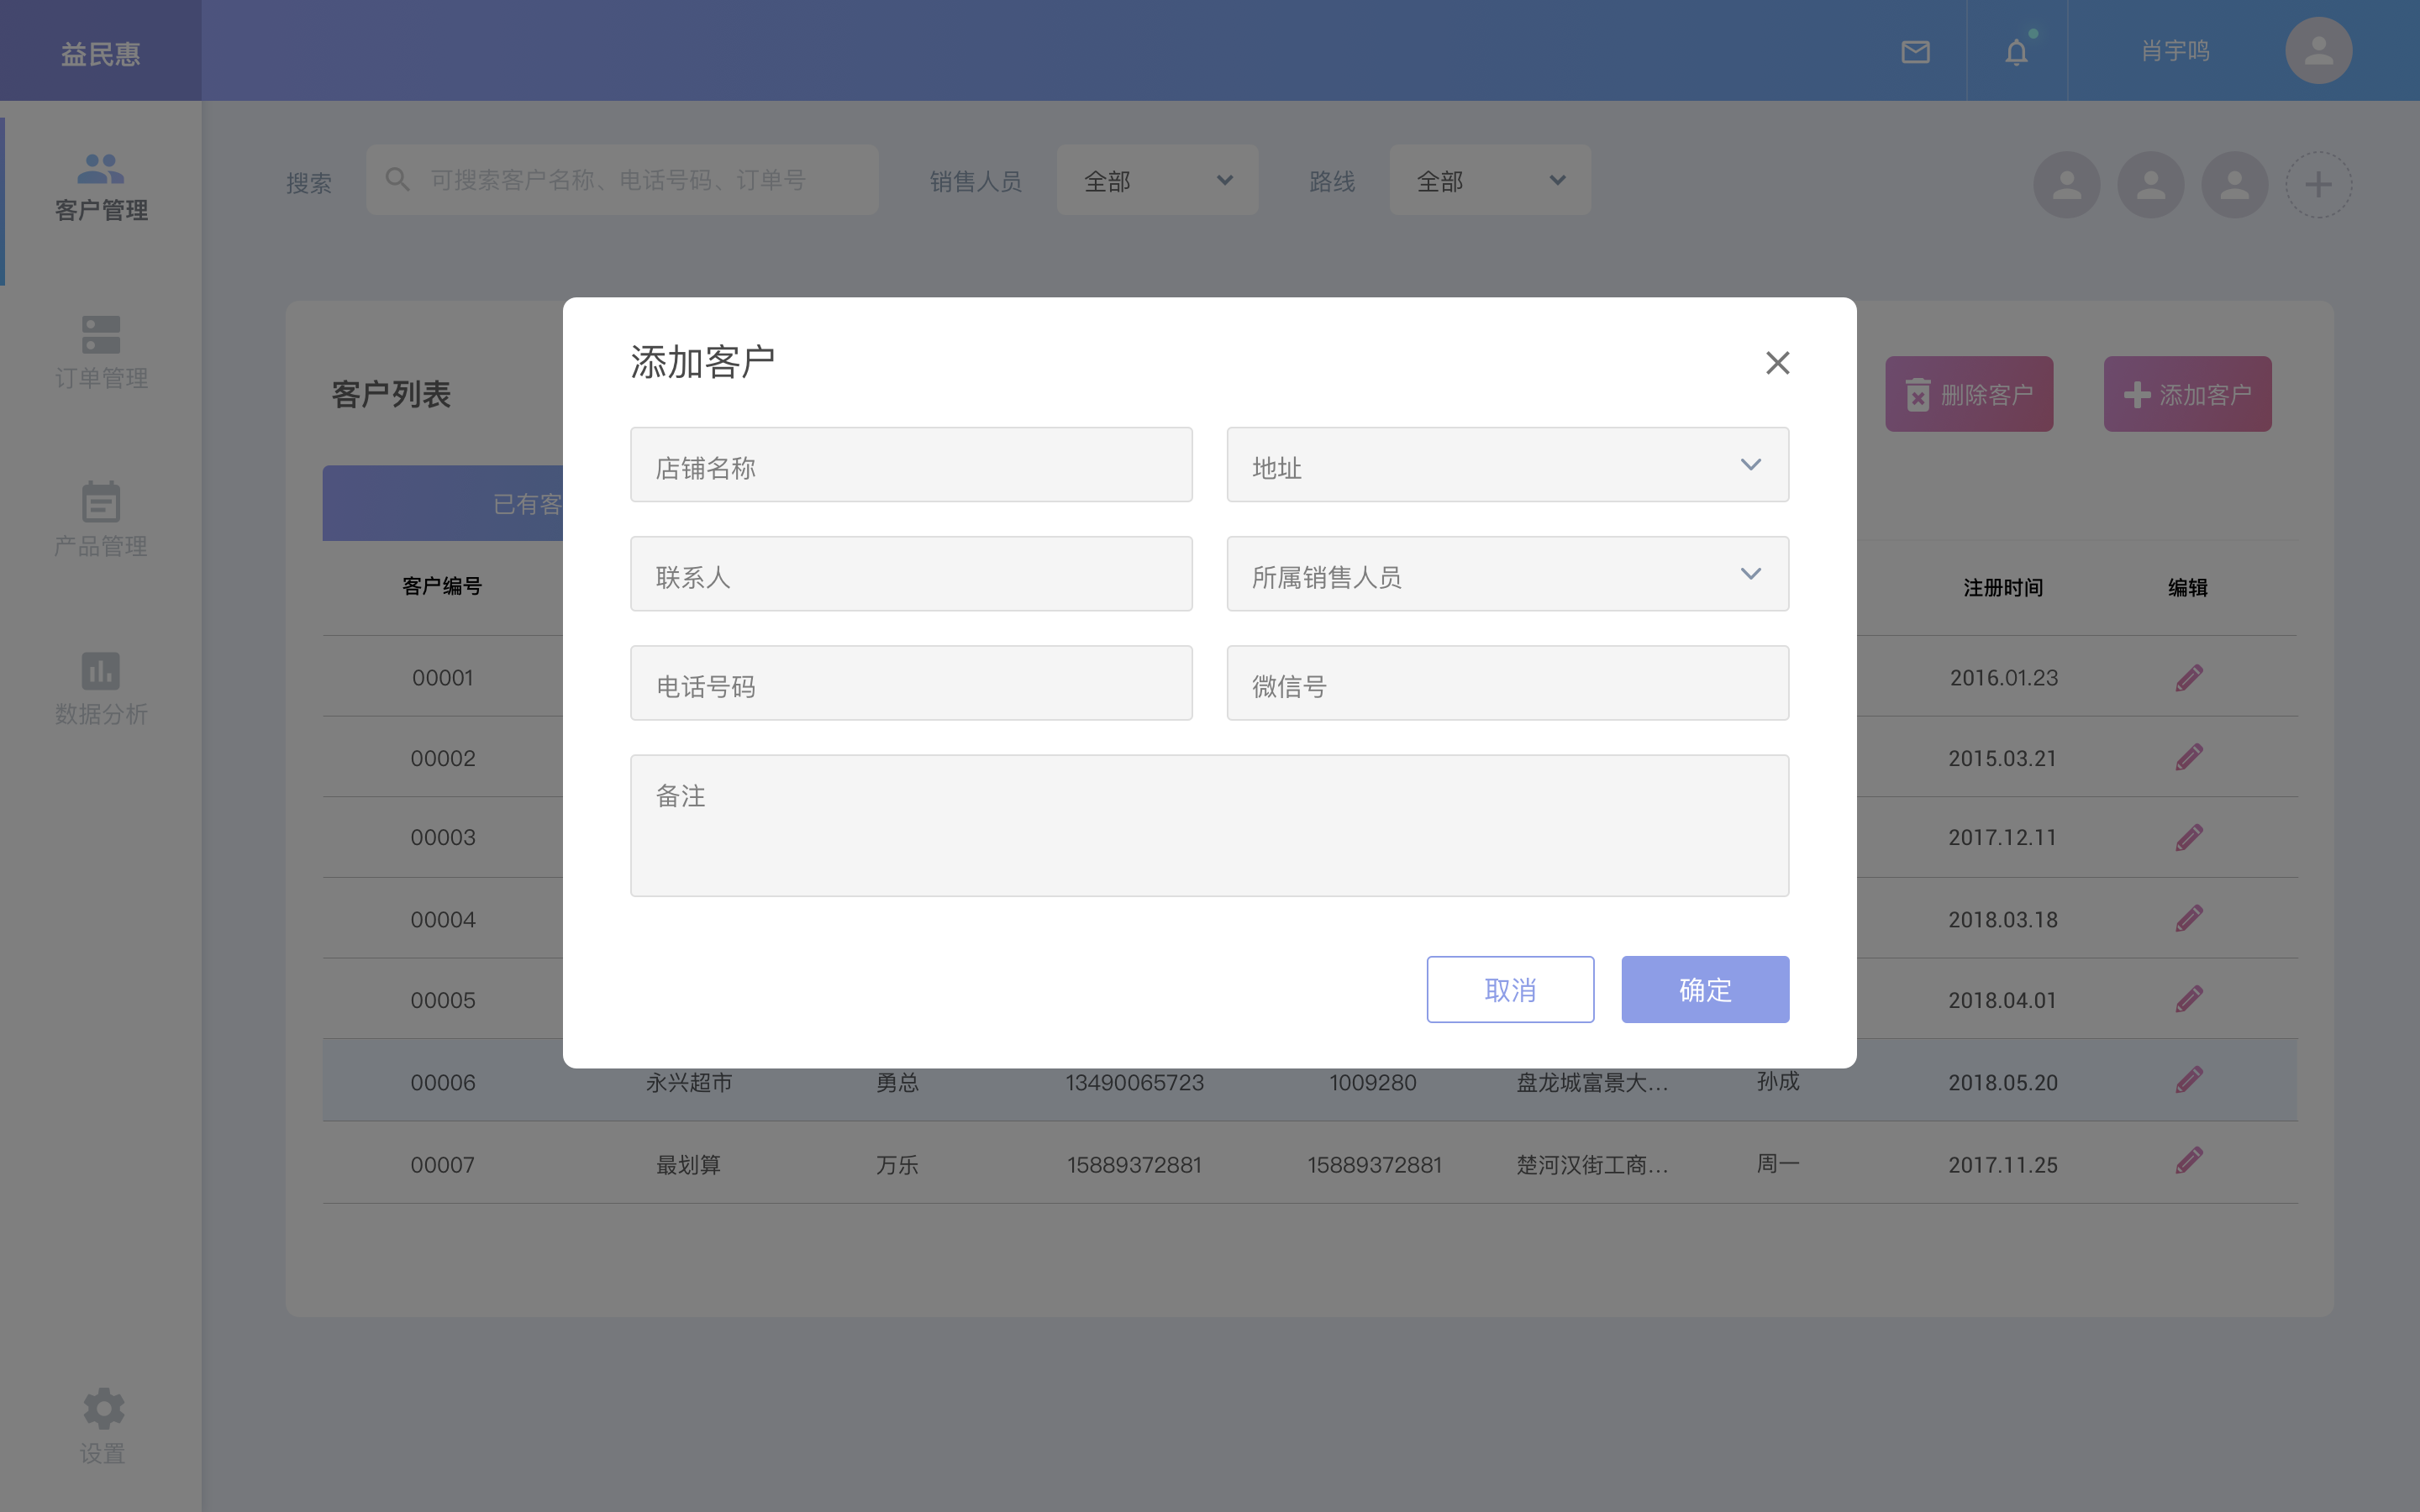 益民惠
肖宇鸣
客户管理
订单管理
产品管理
数据分析
设置
搜索
可搜索客户名称、电话号码、订单号
销售人员
全部
路线
全部
客户列表
删除客户
添加客户
已有客
客户编号
注册时间
编辑
00001
2016.01.23
00002
2015.03.21
00003
2017.12.11
00004
2018.03.18
00005
2018.04.01
00006 永兴超市 勇总 13490065723 1009280 盘龙城富景大... 孙成 2018.05.20
00007 最划算 万乐 15889372881 15889372881 楚河汉街工商... 周一 2017.11.25
添加客户
店铺名称
地址
联系人
所属销售人员
电话号码
微信号
备注
取消
确定